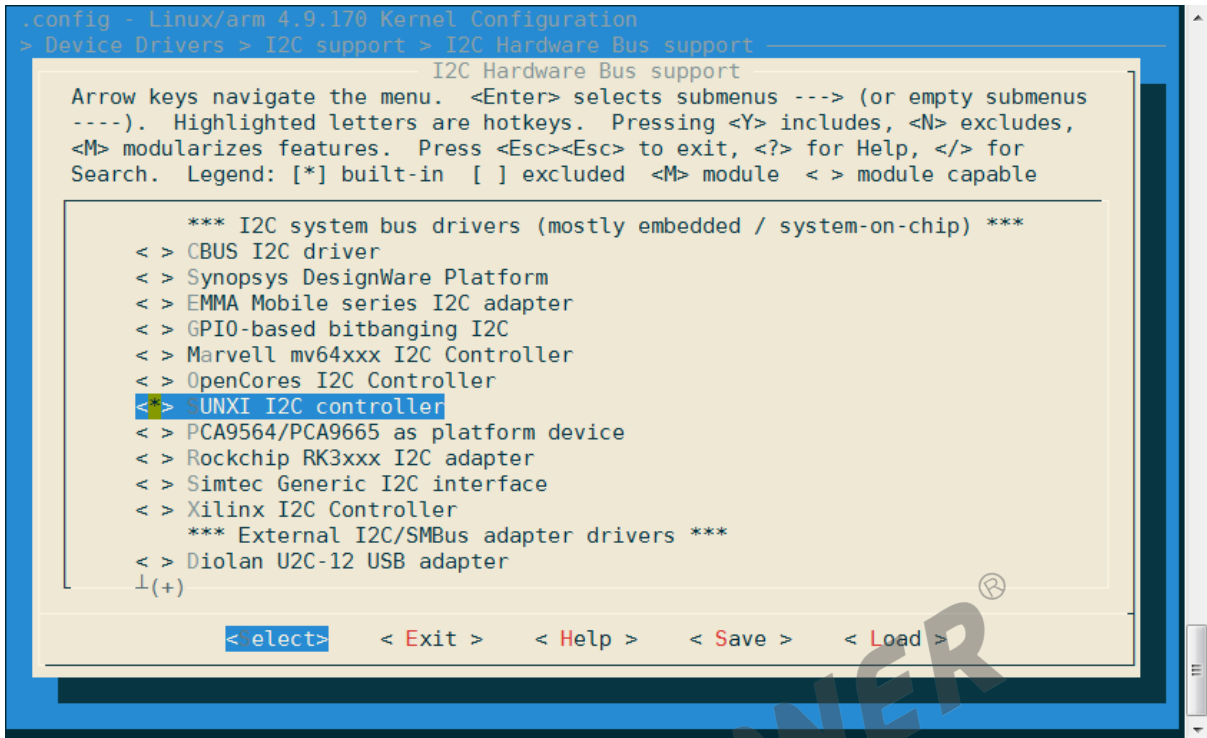 .config - Linux/arm 4.9.170 Kernel Configuration
> Device Drivers > I2C support > I2C Hardware Bus support
I2C Hardware Bus support
Arrow keys navigate the menu.  <Enter> selects submenus ---> (or empty submenus
----).  Highlighted letters are hotkeys.  Pressing <Y> includes, <N> excludes,
<M> modularizes features.  Press <Esc><Esc> to exit, <?> for Help, </> for
Search.  Legend: [*] built-in  [ ] excluded  <M> module  < > module capable
*** I2C system bus drivers (mostly embedded / system-on-chip) ***
< > CBUS I2C driver
< > Synopsys DesignWare Platform
< > EMMA Mobile series I2C adapter
< > GPIO-based bitbanging I2C
< > Marvell mv64xxx I2C Controller
< > OpenCores I2C Controller
<*> SUNXI I2C controller
< > PCA9564/PCA9665 as platform device
< > Rockchip RK3xxx I2C adapter
< > Simtec Generic I2C interface
< > Xilinx I2C Controller
*** External I2C/SMBus adapter drivers ***
< > Diolan U2C-12 USB adapter
┴(+)
<Select>    < Exit >    < Help >    < Save >    < Load >
®